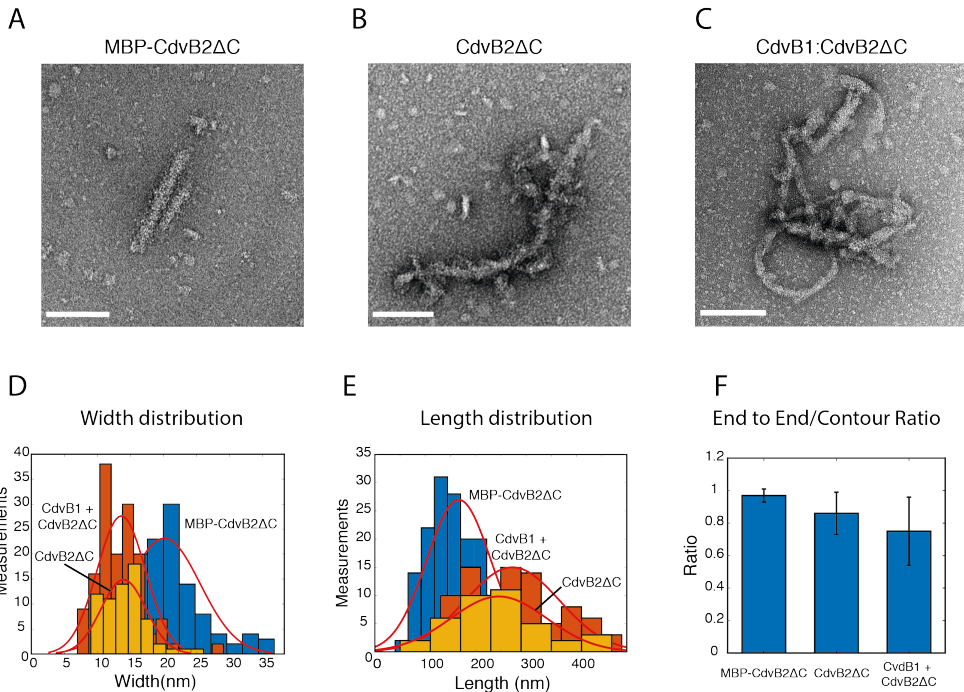 A
B
C
MBP-CdvB2ΔC
CdvB2ΔC
CdvB1:CdvB2ΔC
D
E
F
Width distribution
Length distribution
End to End/Contour Ratio
40
35
30
25
20
15
10
5
0
Measurements
CdvB1 +
CdvB2ΔC
MBP-CdvB2ΔC
CdvB2ΔC
0 5 10 15 20 25 30 35
Width(nm)
35
30
25
20
15
10
5
0
Measurements
MBP-CdvB2ΔC
CdvB1 +
CdvB2ΔC
CdvB2ΔC
0 100 200 300 400
Length (nm)
1.2
1
0.8
0.6
0.4
0.2
0
Ratio
MBP-CdvB2ΔC
CdvB2ΔC
CvdB1 +
CdvB2ΔC